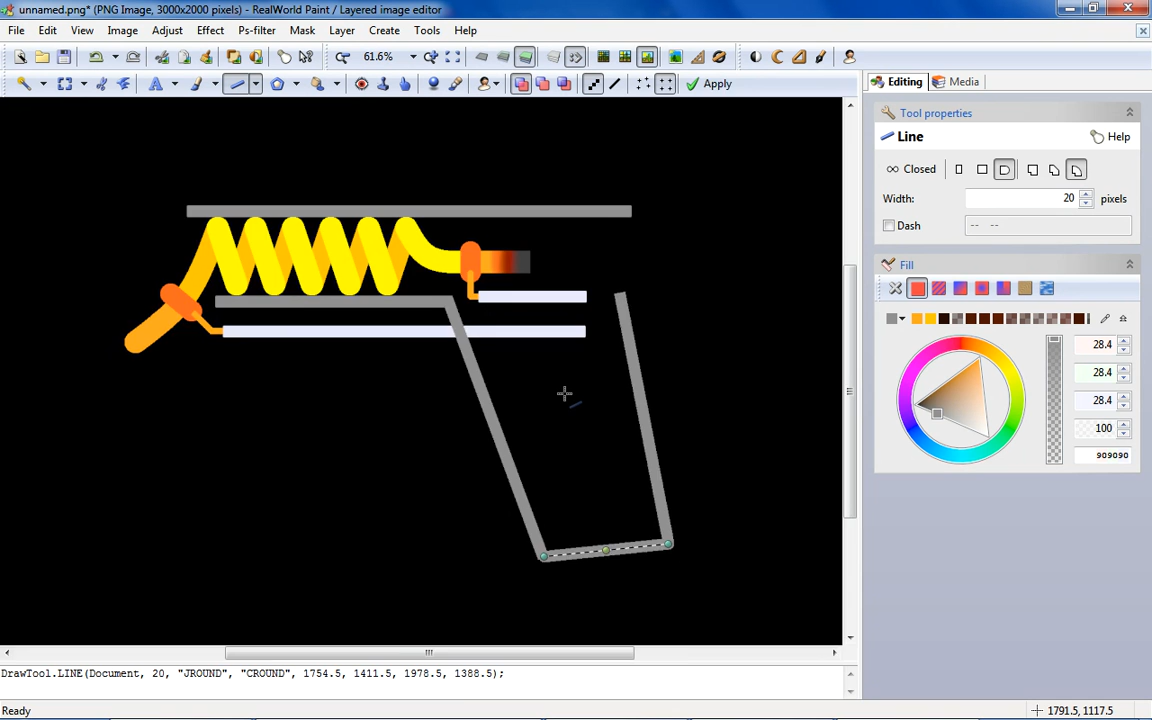 unnamed.png* (PNG Image, 3000x2000 pixels) - RealWorld Paint / Layered image editor
File Edit View Image Adjust Effect Ps-filter Mask Layer Create Tools Help
61.6%
Apply
Editing
Media
Tool properties
Line
Help
Closed
Width:
20
pixels
Dash
-- --
Fill
28.4
28.4
28.4
100
909090
DrawTool.LINE(Document, 20, "JROUND", "CROUND", 1754.5, 1411.5, 1978.5, 1388.5);
Ready
1791.5, 1117.5